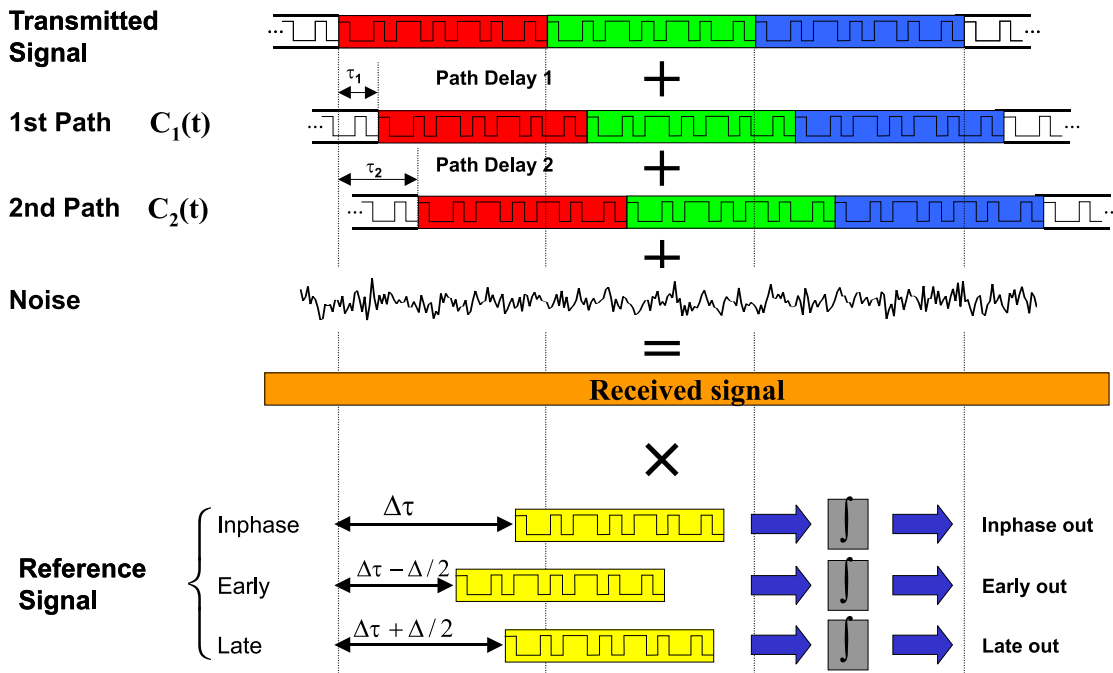 Transmitted
Signal
... ...
τ₁ Path Delay 1
+
1st Path C₁(t)
... ...
τ₂ Path Delay 2
+
2nd Path C₂(t)
... ...
+
Noise
=
Received signal
×
Reference
Signal
Inphase Δτ ∫ Inphase out
Early Δτ − Δ/2 ∫ Early out
Late Δτ + Δ/2 ∫ Late out